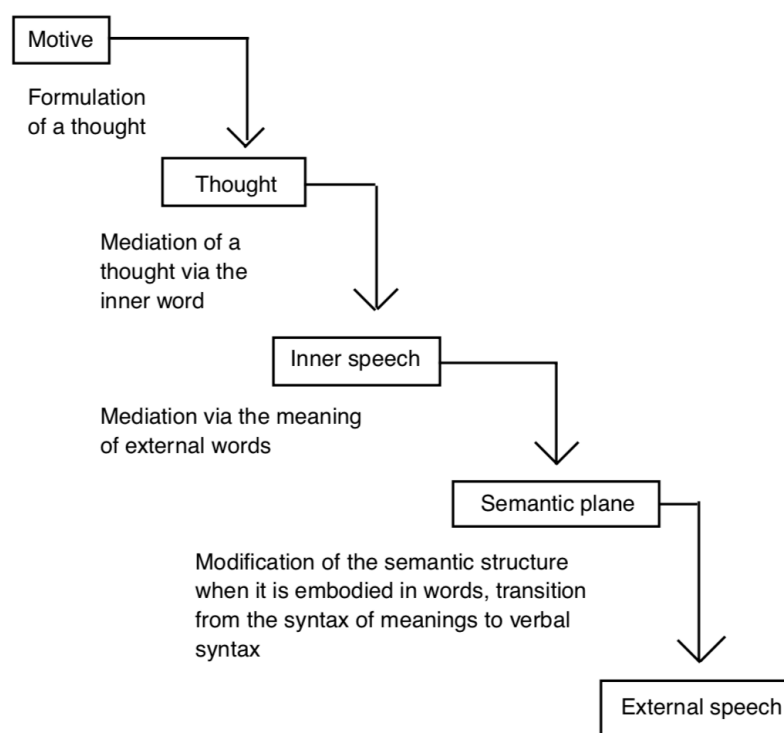 Motive
Formulation
of a thought
Thought
Mediation of a
thought via the
inner word
Inner speech
Mediation via the meaning
of external words
Semantic plane
Modification of the semantic structure
when it is embodied in words, transition
from the syntax of meanings to verbal
syntax
External speech